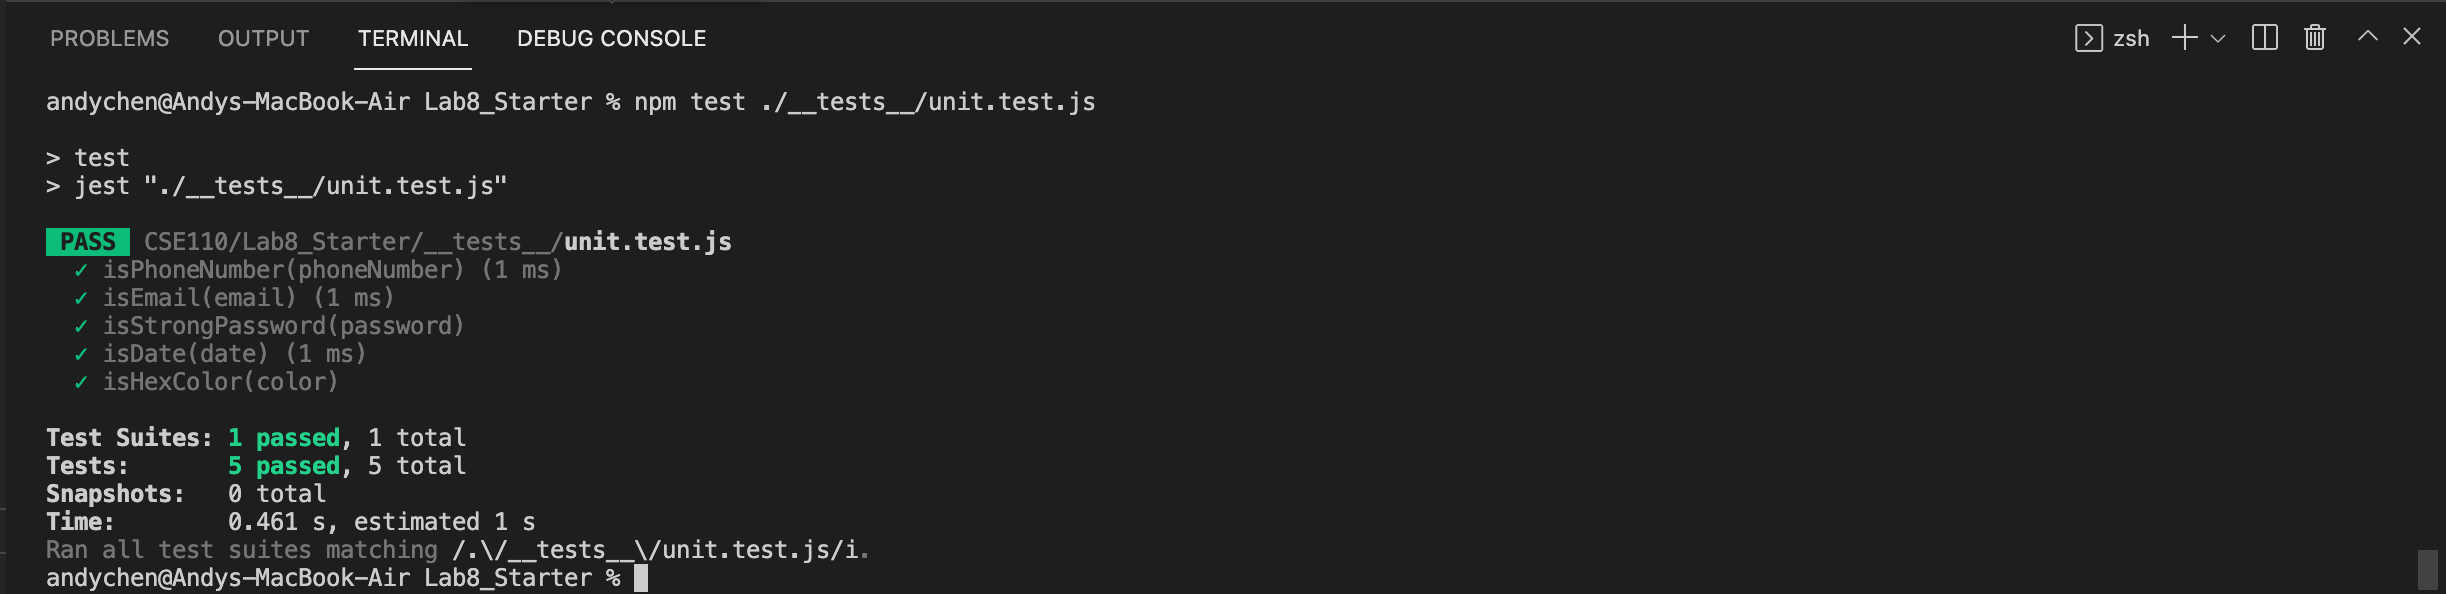 PROBLEMS OUTPUT TERMINAL DEBUG CONSOLE zsh
andychen@Andys-MacBook-Air Lab8_Starter % npm test ./__tests__/unit.test.js
> test
> jest "./__tests__/unit.test.js"
PASS CSE110/Lab8_Starter/__tests__/unit.test.js
✓ isPhoneNumber(phoneNumber) (1 ms)
✓ isEmail(email) (1 ms)
✓ isStrongPassword(password)
✓ isDate(date) (1 ms)
✓ isHexColor(color)
Test Suites: 1 passed, 1 total
Tests: 5 passed, 5 total
Snapshots: 0 total
Time: 0.461 s, estimated 1 s
Ran all test suites matching /.\/__tests__\/unit.test.js/i.
andychen@Andys-MacBook-Air Lab8_Starter %